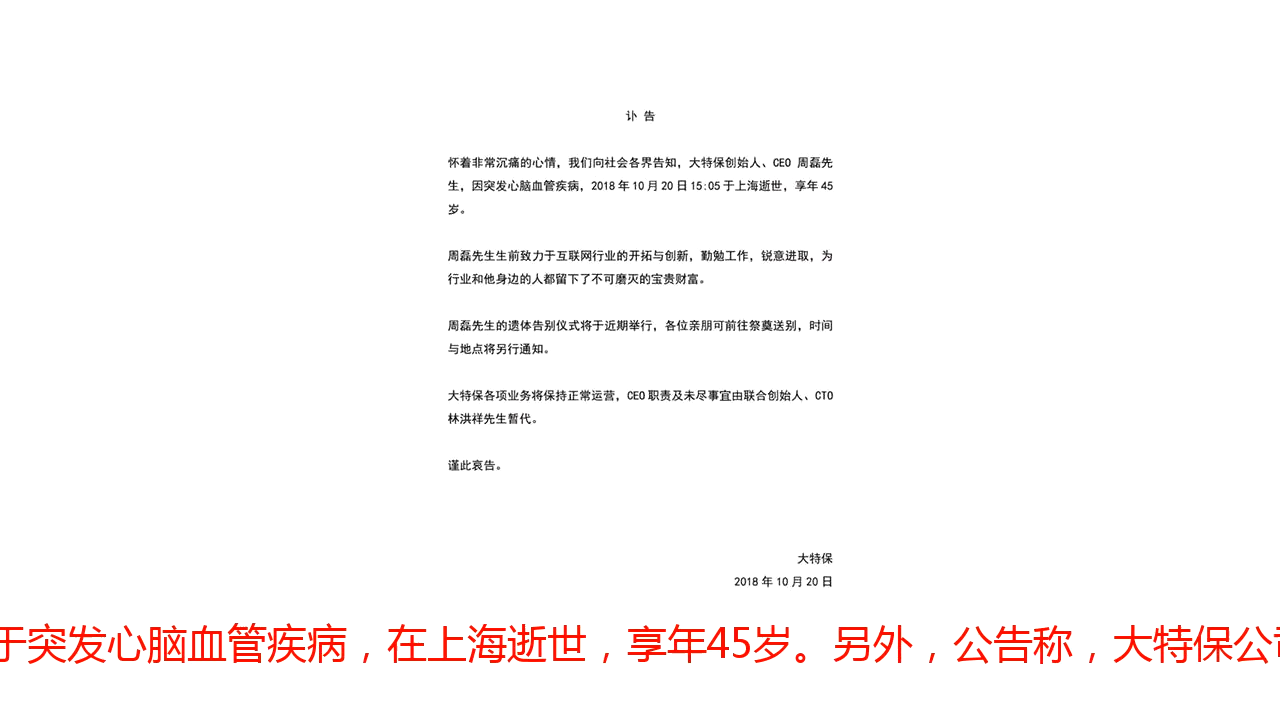 讣 告
怀着非常沉痛的心情，我们向社会各界告知，大特保创始人、CEO 周磊先
生，因突发心脑血管疾病，2018 年 10 月 20 日 15:05 于上海逝世，享年 45
岁。
周磊先生生前致力于互联网行业的开拓与创新，勤勉工作，锐意进取，为
行业和他身边的人都留下了不可磨灭的宝贵财富。
周磊先生的遗体告别仪式将于近期举行，各位亲朋可前往祭奠送别，时间
与地点将另行通知。
大特保各项业务将保持正常运营，CEO 职责及未尽事宜由联合创始人、CTO
林洪祥先生暂代。
谨此哀告。
大特保
2018 年 10 月 20 日
于突发心脑血管疾病，在上海逝世，享年45岁。另外，公告称，大特保公司